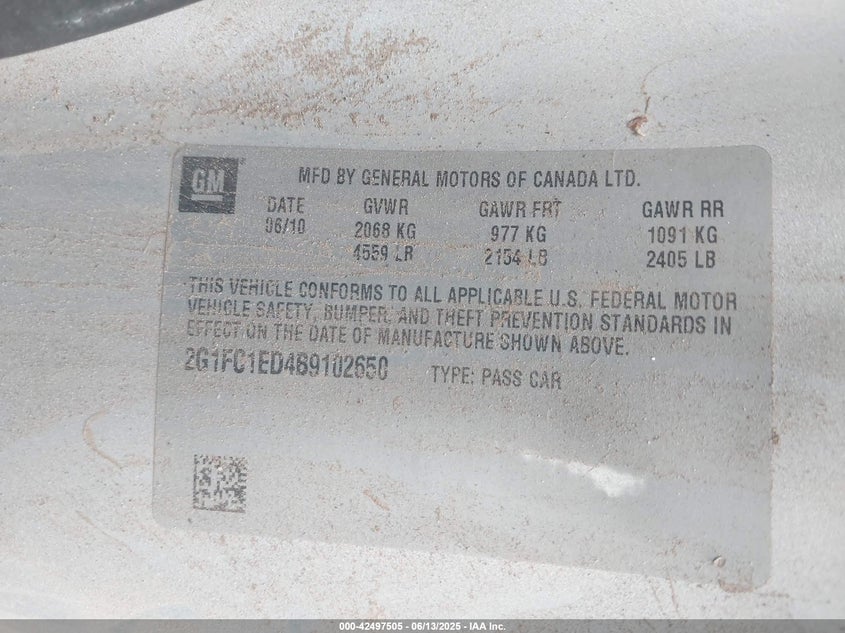 GM
MFD BY GENERAL MOTORS OF CANADA LTD.
DATE GVWR GAWR FRT GAWR RR
06/10 2068 KG 977 KG 1091 KG
4559 LB 2154 LB 2405 LB
THIS VEHICLE CONFORMS TO ALL APPLICABLE U.S. FEDERAL MOTOR
VEHICLE SAFETY, BUMPER, AND THEFT PREVENTION STANDARDS IN
EFFECT ON THE DATE OF MANUFACTURE SHOWN ABOVE.
2G1FC1ED4B9102650 TYPE: PASS CAR
000-42497505 - 06/13/2025 - IAA Inc.